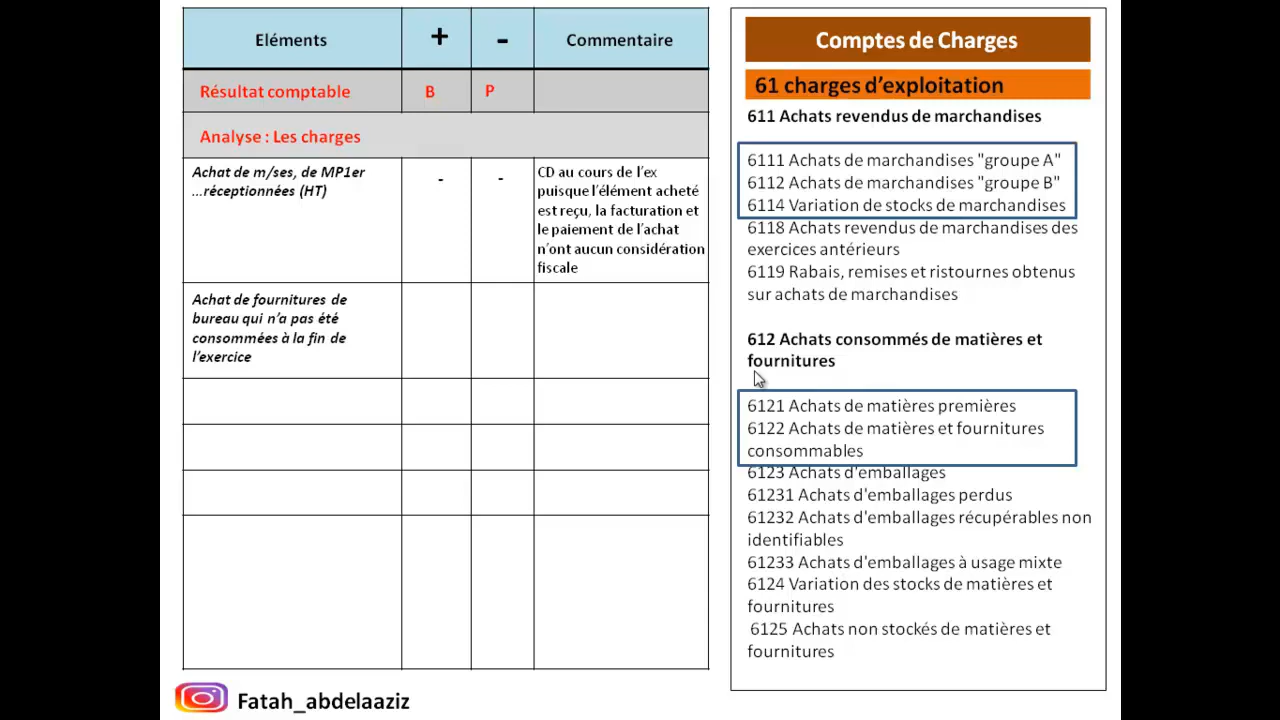 Eléments + - Commentaire
Résultat comptable B P
Analyse : Les charges
Achat de m/ses, de MP1er
...réceptionnées (HT)
- -
CD au cours de l’ex
puisque l’élément acheté
est reçu, la facturation et
le paiement de l’achat
n’ont aucun considération
fiscale
Achat de fournitures de
bureau qui n’a pas été
consommées à la fin de
l’exercice
Fatah_abdelaaziz
Comptes de Charges
61 charges d’exploitation
611 Achats revendus de marchandises
6111 Achats de marchandises "groupe A"
6112 Achats de marchandises "groupe B"
6114 Variation de stocks de marchandises
6118 Achats revendus de marchandises des
exercices antérieurs
6119 Rabais, remises et ristournes obtenus
sur achats de marchandises
612 Achats consommés de matières et
fournitures
6121 Achats de matières premières
6122 Achats de matières et fournitures
consommables
6123 Achats d'emballages
61231 Achats d'emballages perdus
61232 Achats d'emballages récupérables non
identifiables
61233 Achats d'emballages à usage mixte
6124 Variation des stocks de matières et
fournitures
6125 Achats non stockés de matières et
fournitures